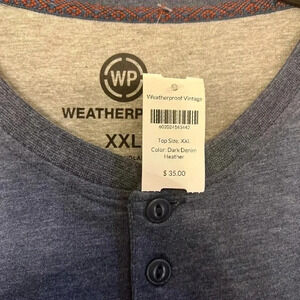 WP
WEATHERP
XXL
Weatherproof Vintage
Top Size, XXL
Color: Dark Denim
Heather
$ 35.00